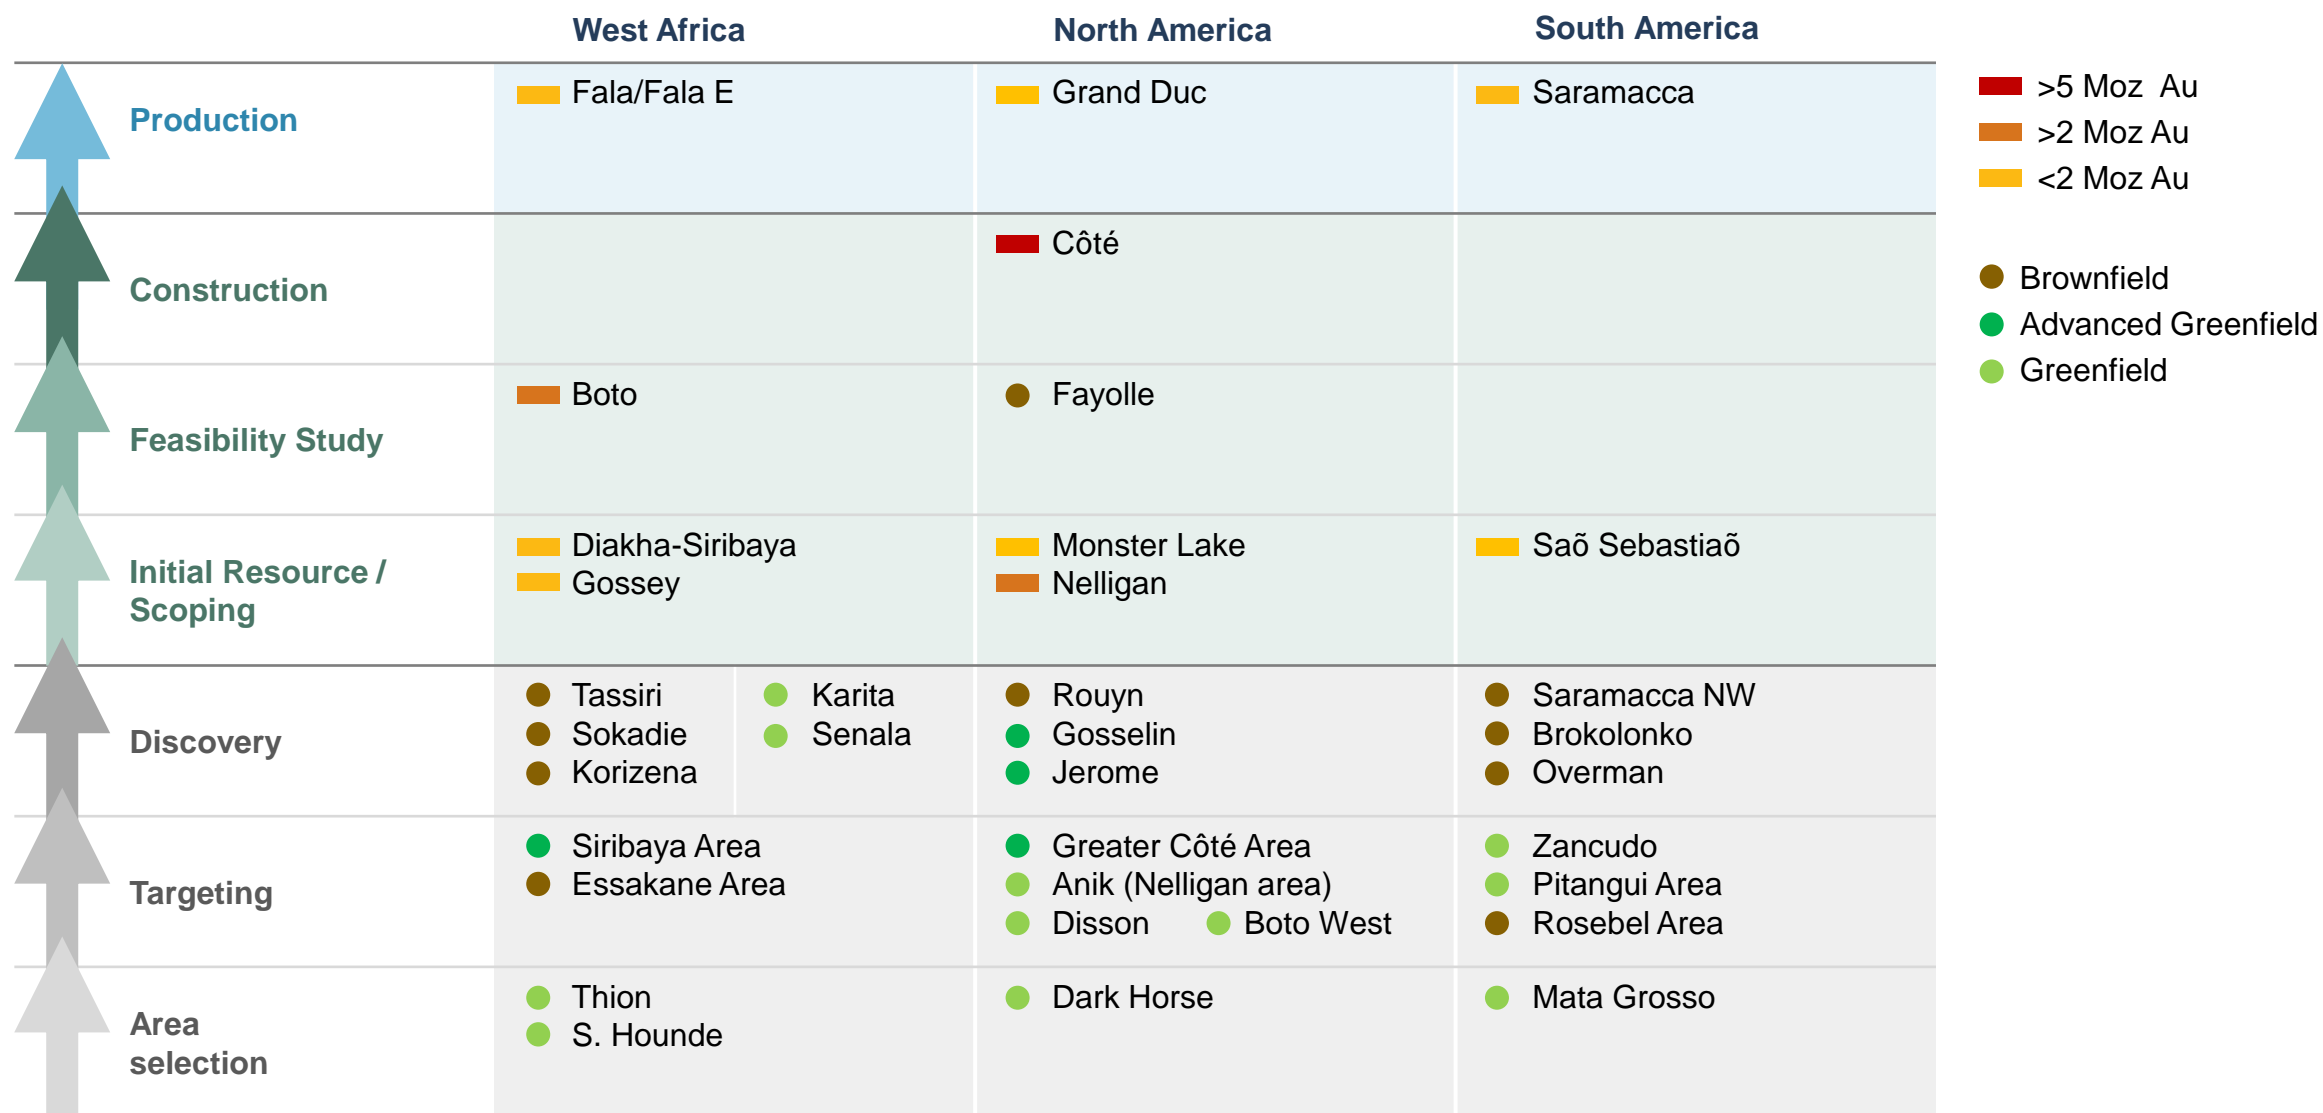 West Africa
North America
South America
Production
Fala/Fala E
Grand Duc
Saramacca
Construction
Côté
Feasibility Study
Boto
Fayolle
Initial Resource /
Scoping
Diakha-Siribaya
Gossey
Monster Lake
Nelligan
Saõ Sebastiaõ
Discovery
Tassiri
Sokadie
Korizena
Karita
Senala
Rouyn
Gosselin
Jerome
Saramacca NW
Brokolonko
Overman
Targeting
Siribaya Area
Essakane Area
Greater Côté Area
Anik (Nelligan area)
Disson
Boto West
Zancudo
Pitangui Area
Rosebel Area
Area
selection
Thion
S. Hounde
Dark Horse
Mata Grosso
>5 Moz Au
>2 Moz Au
<2 Moz Au
Brownfield
Advanced Greenfield
Greenfield